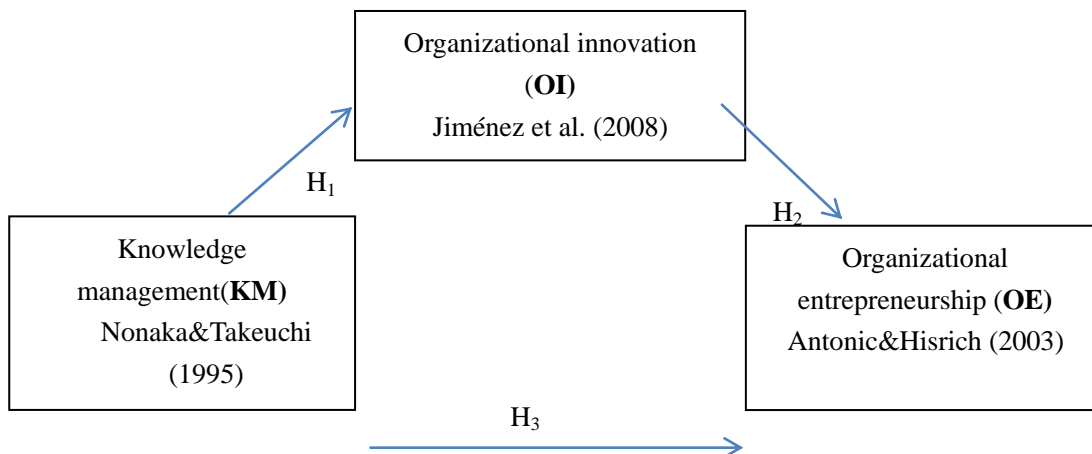 Organizational innovation
(OI)
Jiménez et al. (2008)
H₁
H₂
Knowledge
management(KM)
Nonaka&Takeuchi
(1995)
Organizational
entrepreneurship (OE)
Antonic&Hisrich (2003)
H₃